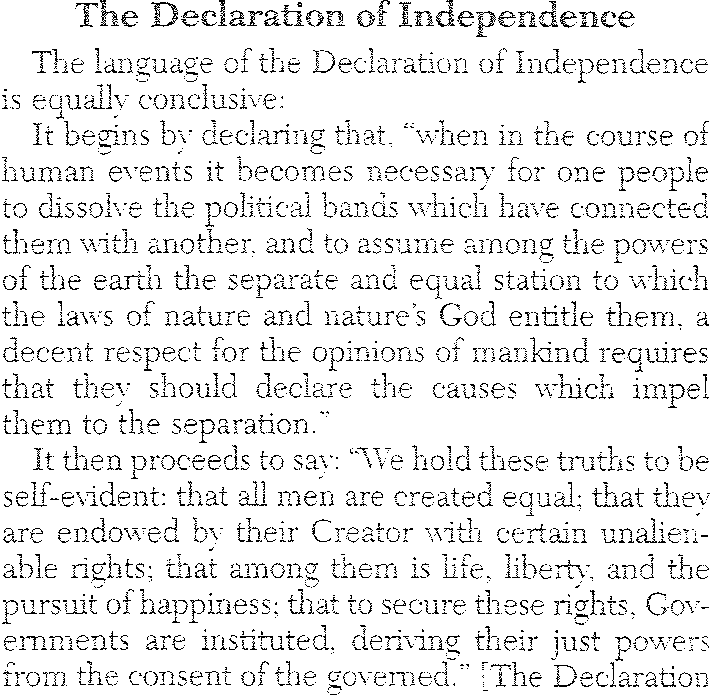 The Declaration of Independence
The language of the Declaration of Independence
is equally conclusive:
It begins by declaring that, “when in the course of
human events it becomes necessary for one people
to dissolve the political bands which have connected
them with another, and to assume among the powers
of the earth the separate and equal station to which
the laws of nature and nature’s God entitle them, a
decent respect for the opinions of mankind requires
that they should declare the causes which impel
them to the separation.”
It then proceeds to say: “We hold these truths to be
self-evident: that all men are created equal; that they
are endowed by their Creator with certain unalien-
able rights; that among them is life, liberty, and the
pursuit of happiness; that to secure these rights, Gov-
ernments are instituted, deriving their just powers
from the consent of the governed.” [The Declaration